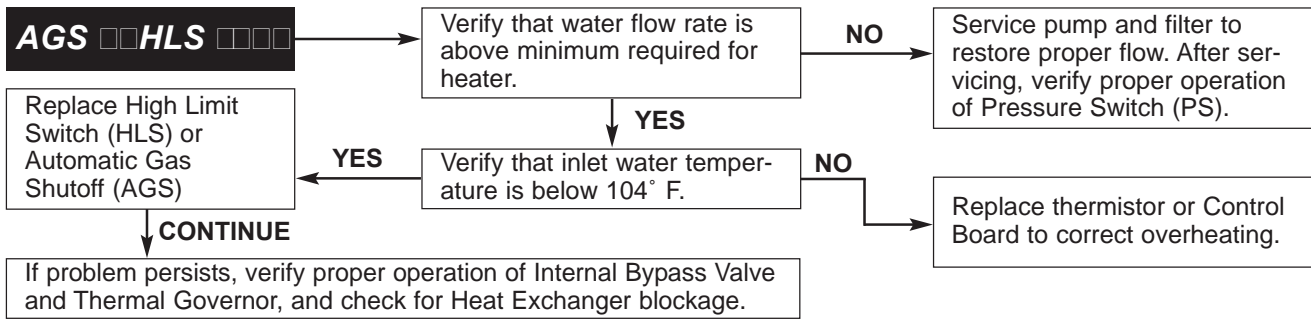 AGS □□HLS □□□□
Verify that water flow rate is
above minimum required for
heater.
NO
Service pump and filter to
restore proper flow. After ser-
vicing, verify proper operation
of Pressure Switch (PS).
YES
Verify that inlet water temper-
ature is below 104˚ F.
NO
Replace thermistor or Control
Board to correct overheating.
YES
Replace High Limit
Switch (HLS) or
Automatic Gas
Shutoff (AGS)
CONTINUE
If problem persists, verify proper operation of Internal Bypass Valve
and Thermal Governor, and check for Heat Exchanger blockage.